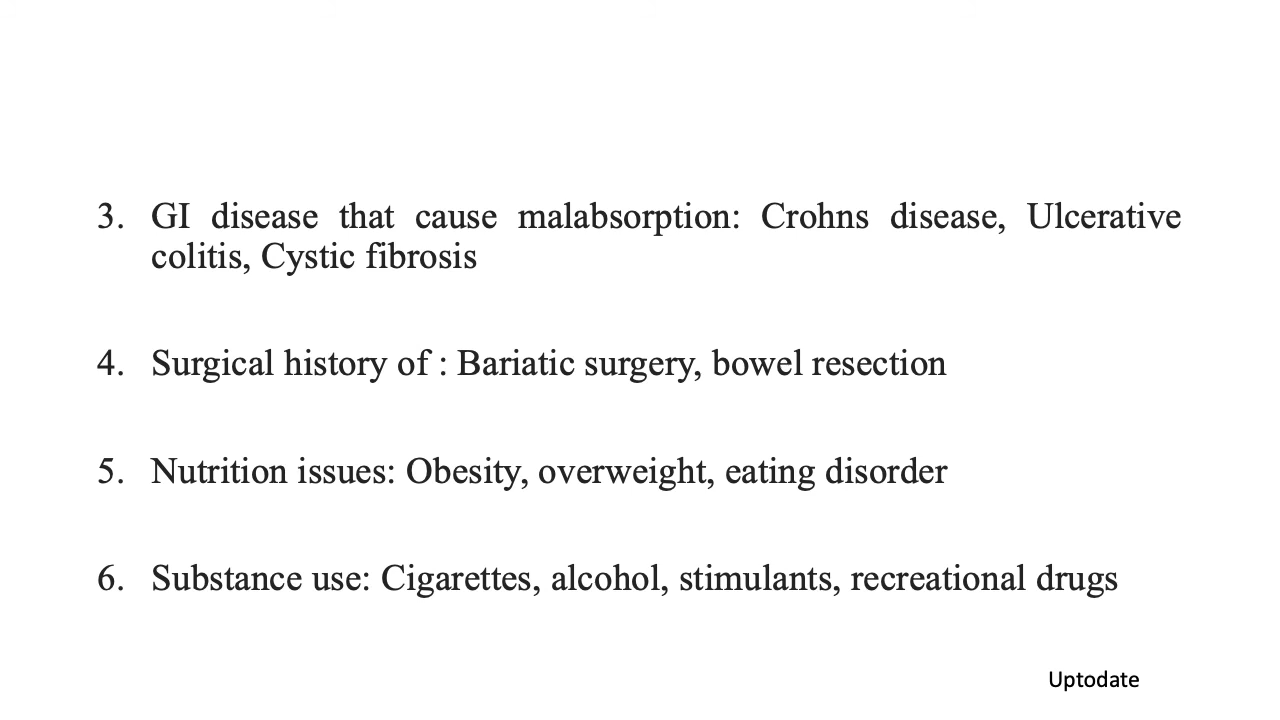 3. GI disease that cause malabsorption: Crohns disease, Ulcerative
colitis, Cystic fibrosis
4. Surgical history of : Bariatic surgery, bowel resection
5. Nutrition issues: Obesity, overweight, eating disorder
6. Substance use: Cigarettes, alcohol, stimulants, recreational drugs
Uptodate